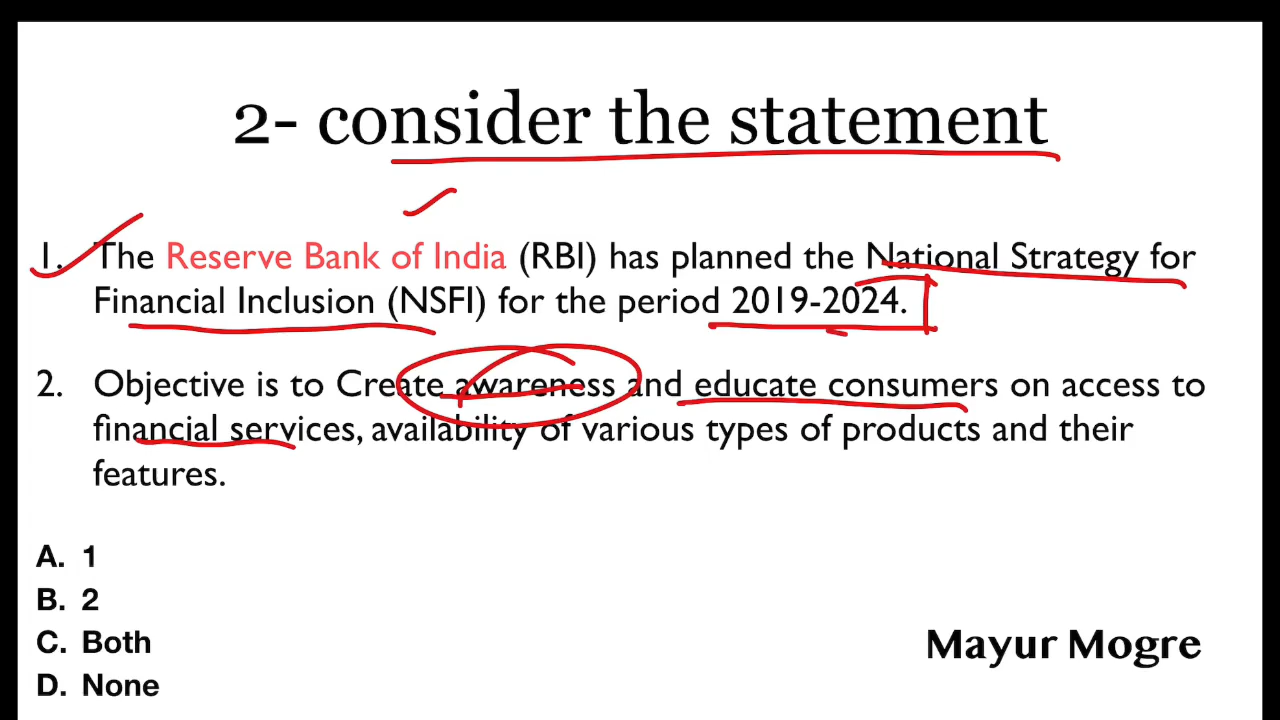 2- consider the statement
1. The Reserve Bank of India (RBI) has planned the National Strategy for
Financial Inclusion (NSFI) for the period 2019-2024.
2. Objective is to Create awareness and educate consumers on access to
financial services, availability of various types of products and their
features.
A. 1
B. 2
C. Both
D. None
Mayur Mogre